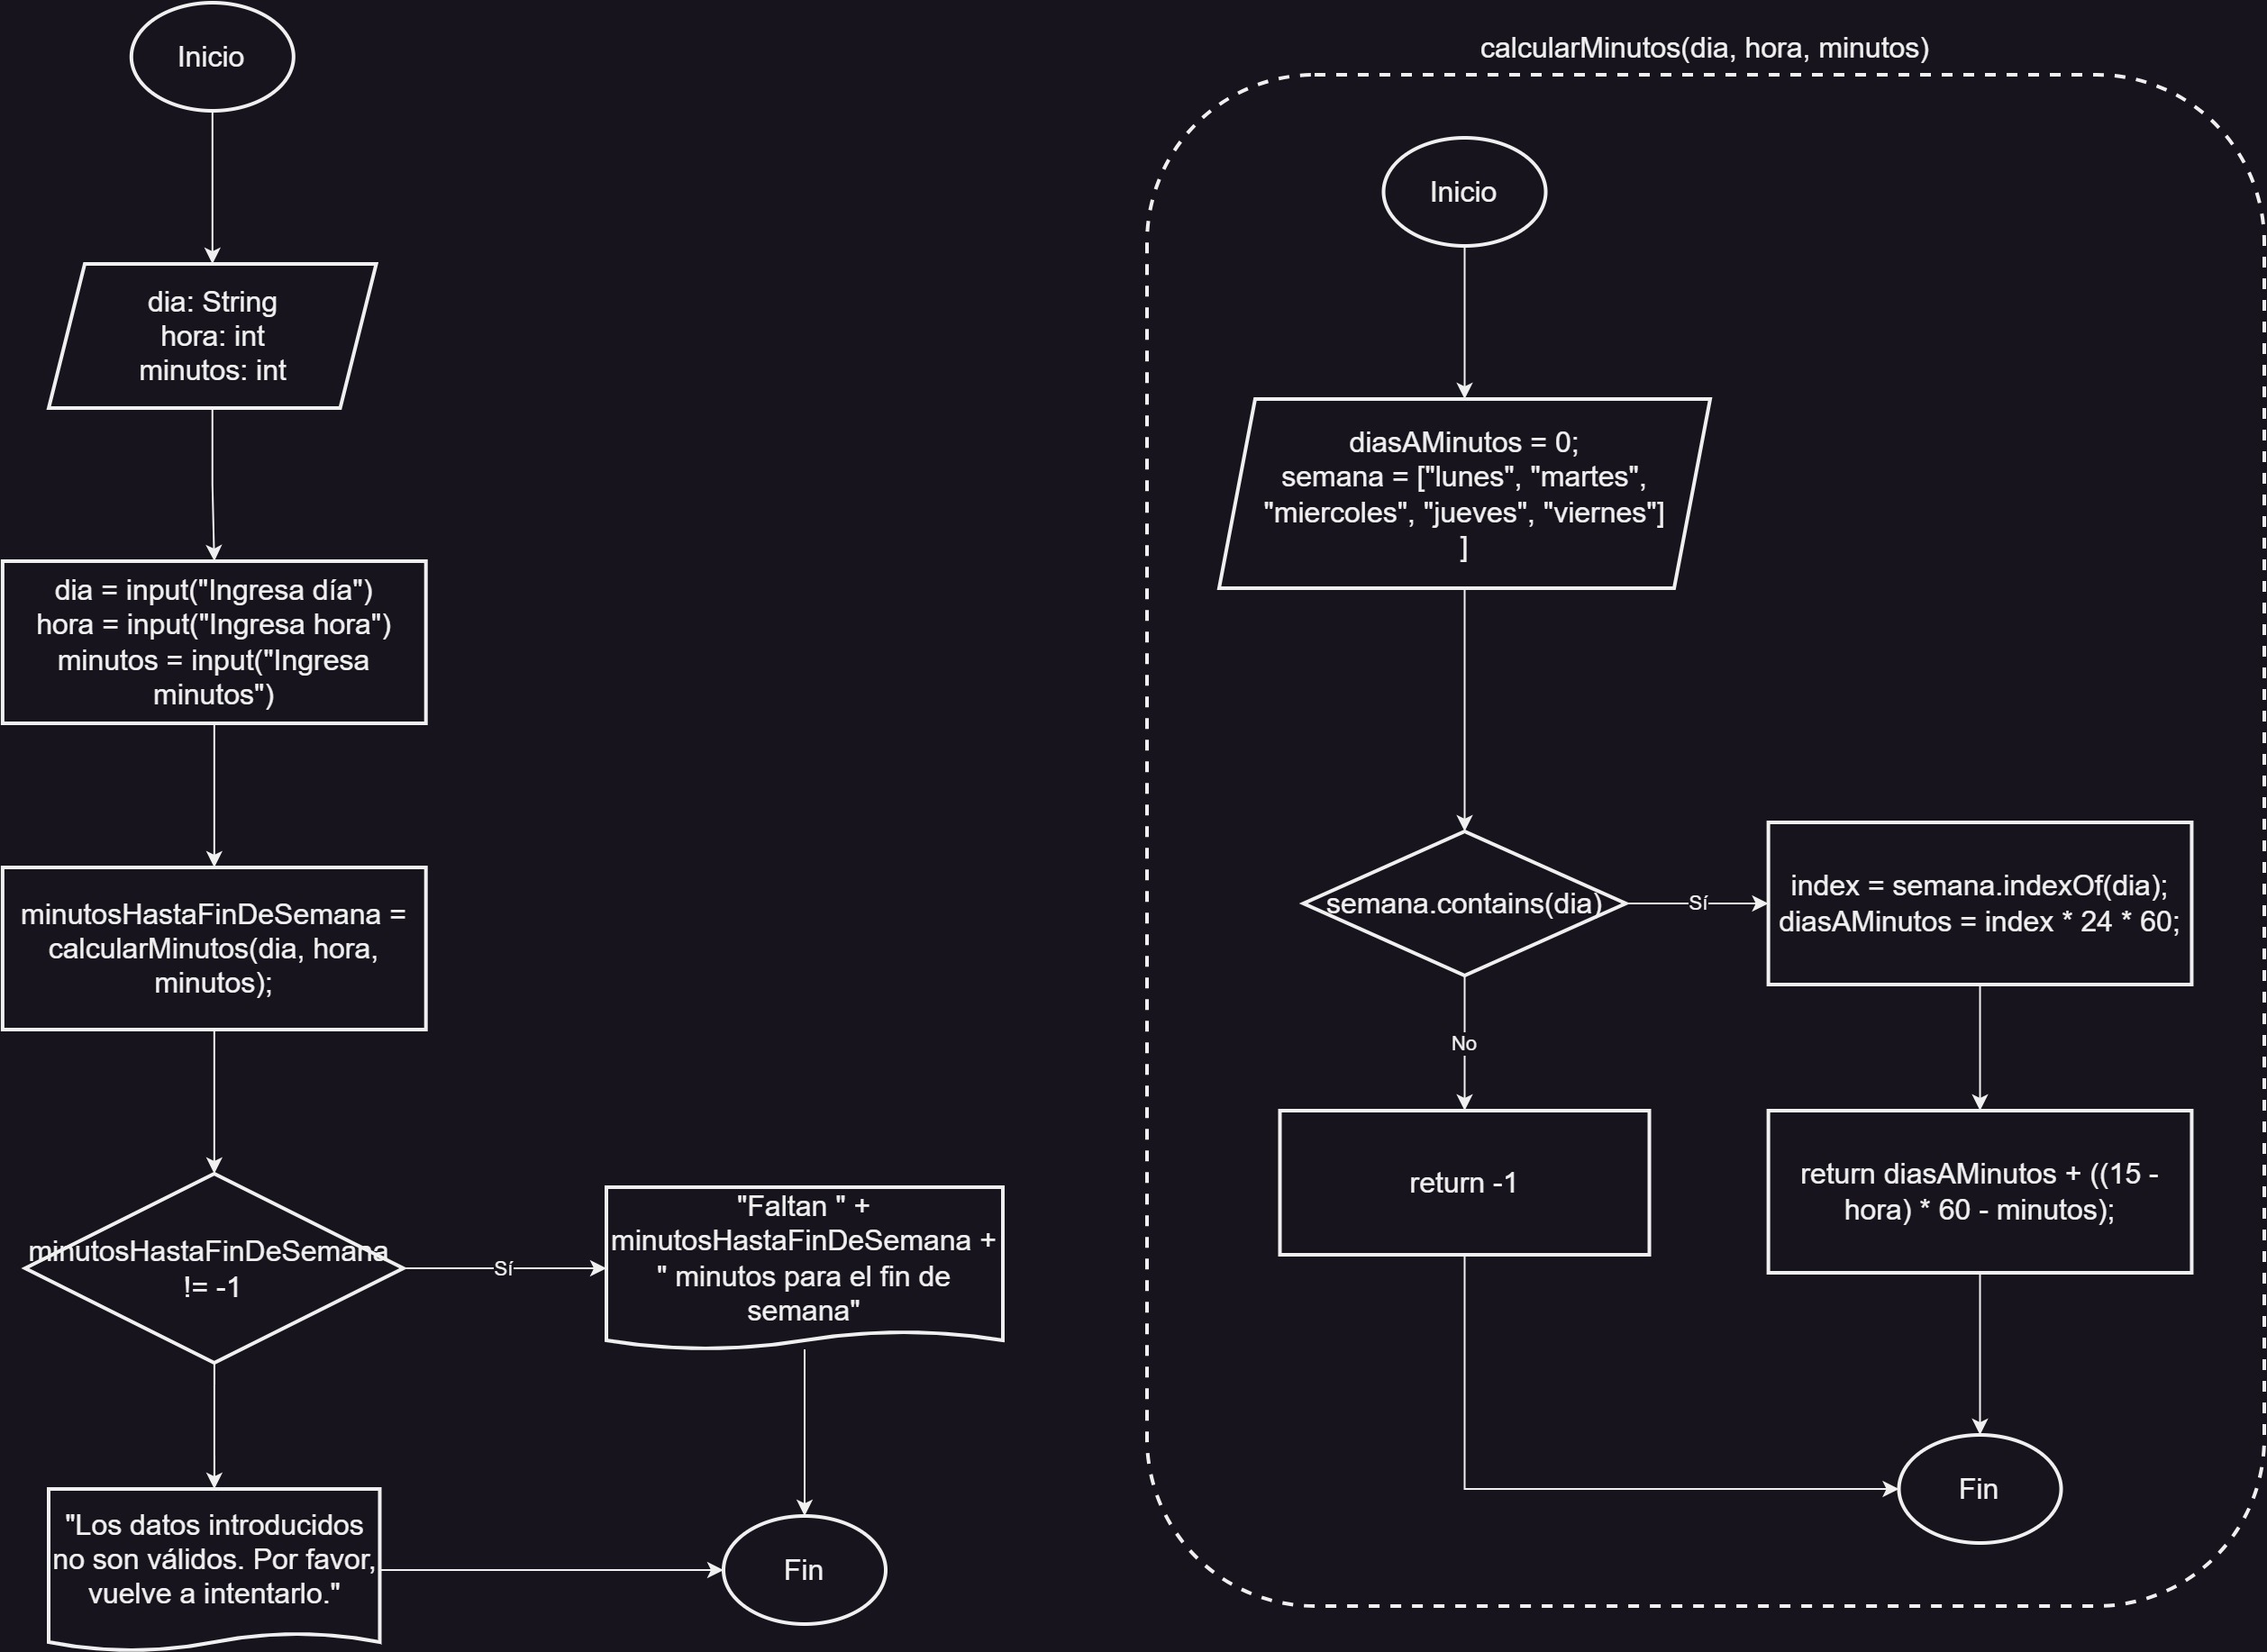 Inicio
dia: String
hora: int
minutos: int
dia = input("Ingresa día")
hora = input("Ingresa hora")
minutos = input("Ingresa
minutos")
minutosHastaFinDeSemana =
calcularMinutos(dia, hora,
minutos);
minutosHastaFinDeSemana
!= -1
Sí
"Faltan " +
minutosHastaFinDeSemana +
" minutos para el fin de
semana"
"Los datos introducidos
no son válidos. Por favor,
vuelve a intentarlo."
Fin
calcularMinutos(dia, hora, minutos)
Inicio
diasAMinutos = 0;
semana = ["lunes", "martes",
"miercoles", "jueves", "viernes"]
]
semana.contains(dia)
Sí
index = semana.indexOf(dia);
diasAMinutos = index * 24 * 60;
No
return -1
return diasAMinutos + ((15 -
hora) * 60 - minutos);
Fin